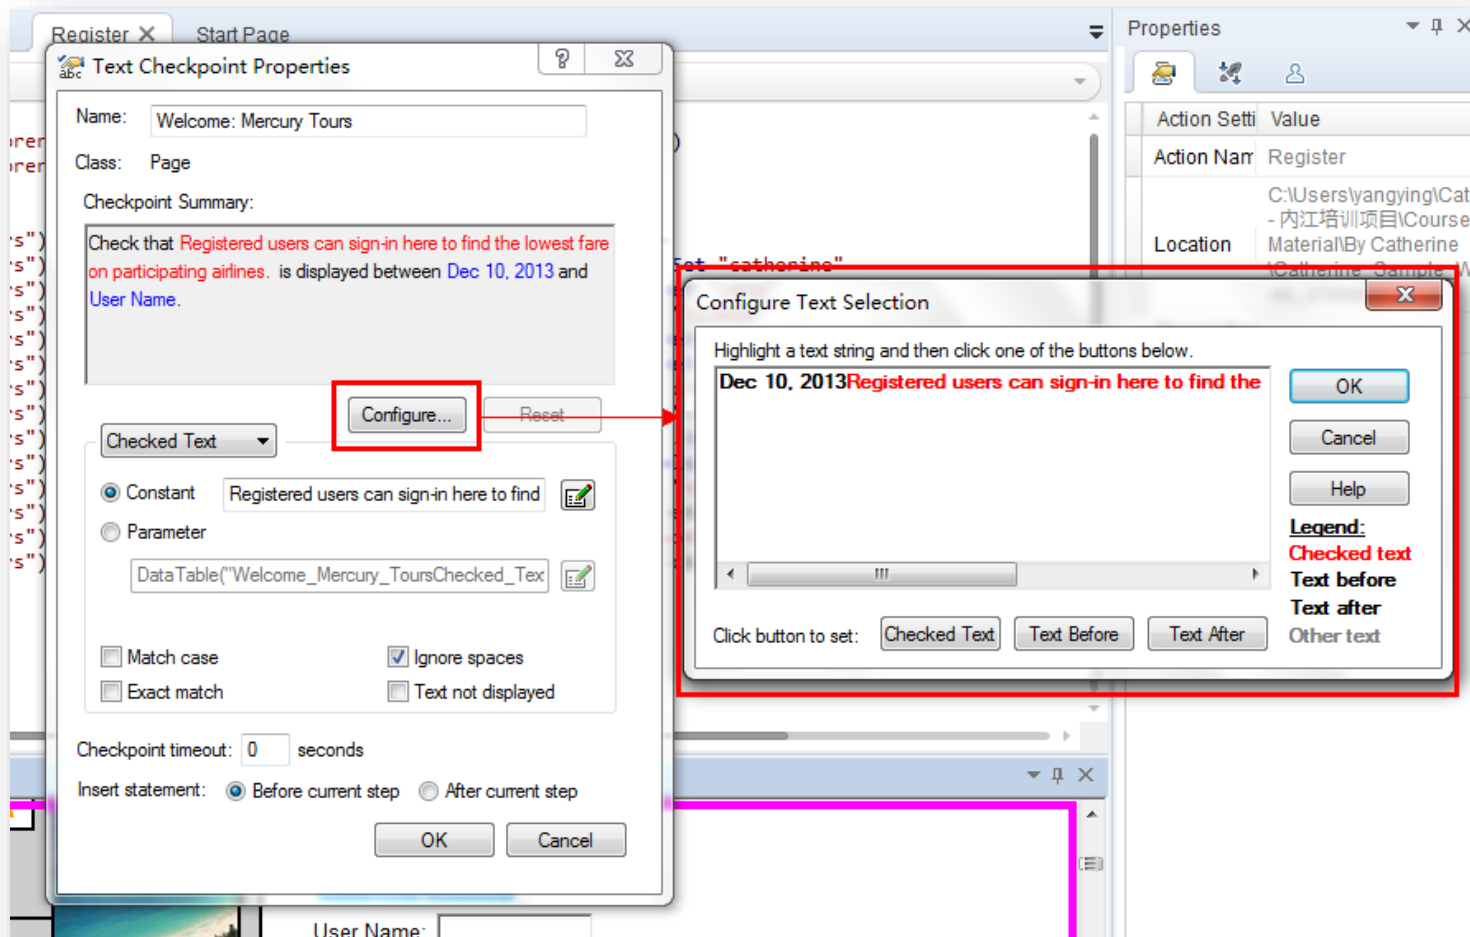 Register
Start Page
Properties
Text Checkpoint Properties
abc
Name:
Welcome: Mercury Tours
Class:
Page
Checkpoint Summary:
Check that Registered users can sign-in here to find the lowest fare
on participating airlines. is displayed between Dec 10, 2013 and
User Name.
Configure...
Reset
Checked Text
Constant
Registered users can sign-in here to find
Parameter
DataTable("Welcome_Mercury_ToursChecked_Tex
Match case
Ignore spaces
Exact match
Text not displayed
Checkpoint timeout:
0
seconds
Insert statement:
Before current step
After current step
OK
Cancel
User Name:
orer
orer
)
s")
s")
s")
s")
s")
s")
s")
s")
s")
s")
s")
s")
s")
s")
Set "catherine"
Action Setti
Value
Action Nam
Register
Location
C:\Users\yangying\Cat
- 内江培训项目\Course
Material\By Catherine
\Catherine_Sample_W
Configure Text Selection
Highlight a text string and then click one of the buttons below.
Dec 10, 2013Registered users can sign-in here to find the
OK
Cancel
Help
Legend:
Checked text
Text before
Text after
Other text
Click button to set:
Checked Text
Text Before
Text After